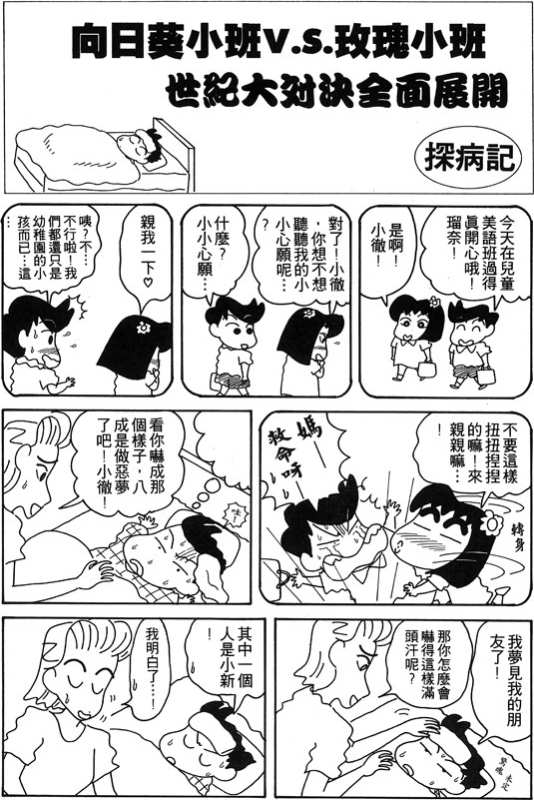 向日葵小班V.S.玫瑰小班
世紀大対決全面展開
探病記
今天在兒童
美語班過得
真開心哦！
瑠奈！
是啊！
小徹！
對了！小徹
，你想不想
聽聽我的小
小心願呢…
？
什麼？
小小心願…
親我一下♡
咦？不…
不行啦！我
們都還只是
幼稚園的小
孩而已…這
…
不要這樣
扭扭捏捏
的嘛！來
親親嘛…
轉身
媽！
救命呀！
哇！
看你嚇成那
個樣子，八
成是做惡夢
了吧！小徹！
我夢見我的朋
友了！
那你怎麼會
嚇得這樣滿
頭汗呢？
驚魂未定
其中一個
人是小新
！
我明白了…！